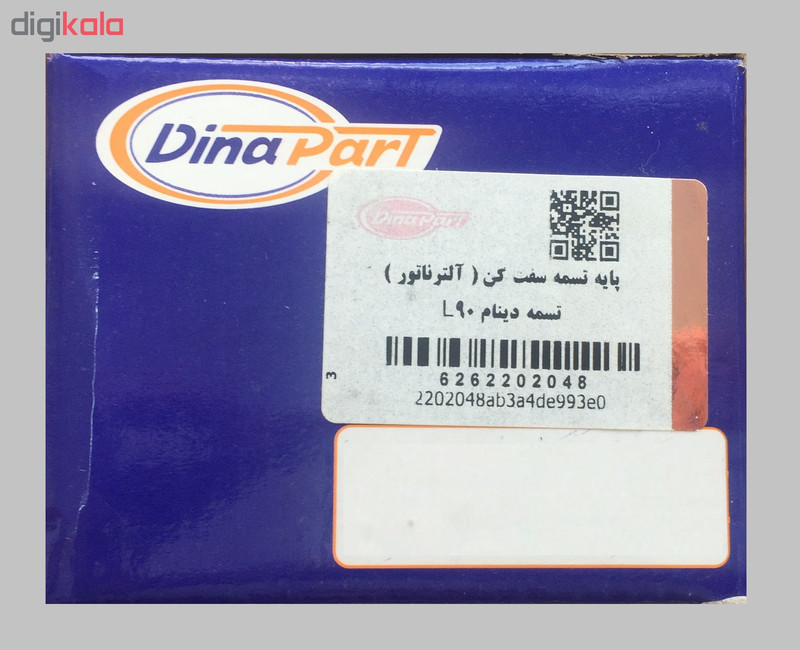 digikala
Dina Part
Dina Part
پایه تسمه سفت کن ( آلترناتور )
تسمه دینام L۹۰
3
6262202048
2202048ab3a4de993e0